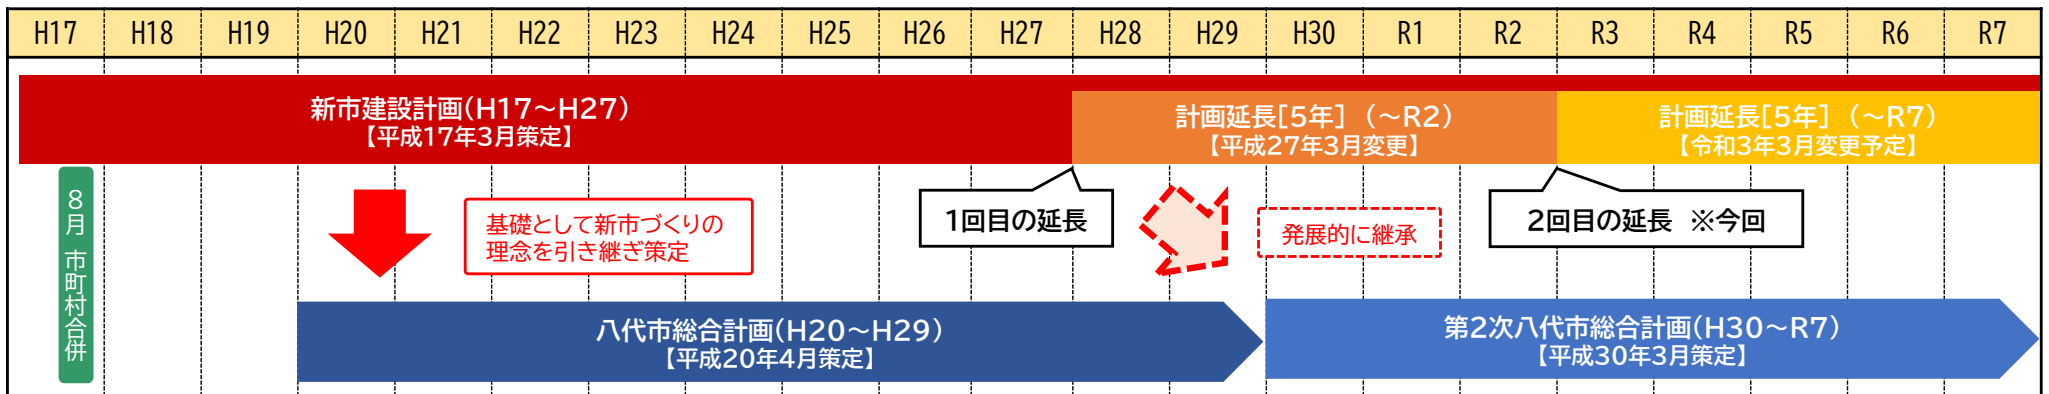 H17 H18 H19 H20 H21 H22 H23 H24 H25 H26 H27 H28 H29 H30 R1 R2 R3 R4 R5 R6 R7
新市建設計画(H17～H27)
【平成17年3月策定】
計画延長[5年] (～R2)
【平成27年3月変更】
計画延長[5年] (～R7)
【令和3年3月変更予定】
8月 市町村合併
基礎として新市づくりの
理念を引き継ぎ策定
1回目の延長
発展的に継承
2回目の延長 ※今回
八代市総合計画(H20～H29)
【平成20年4月策定】
第2次八代市総合計画(H30～R7)
【平成30年3月策定】